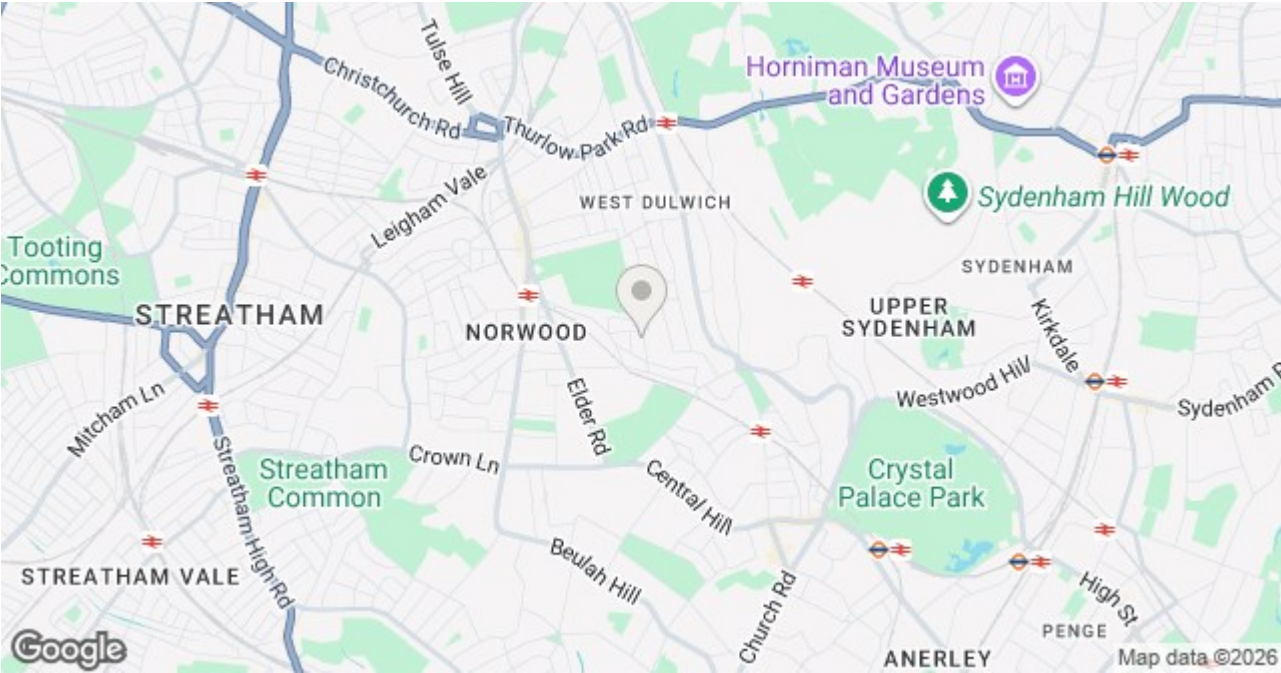 Tulse Hill
Christchurch Rd
Thurlow Park Rd
Horniman Museum
and Gardens
Leigham Vale
WEST DULWICH
Sydenham Hill Wood
Tooting
Commons
SYDENHAM
STREATHAM
NORWOOD
UPPER
SYDENHAM
Kirkdale
Mitcham Ln
Elder Rd
Westwood Hill
Sydenham R
Streatham
Common
Crown Ln
Central Hill
Crystal
Palace Park
Streatham High Rd
STREATHAM VALE
Beulah Hill
Church Rd
High St
PENGE
ANERLEY
Google
Map data ©2026